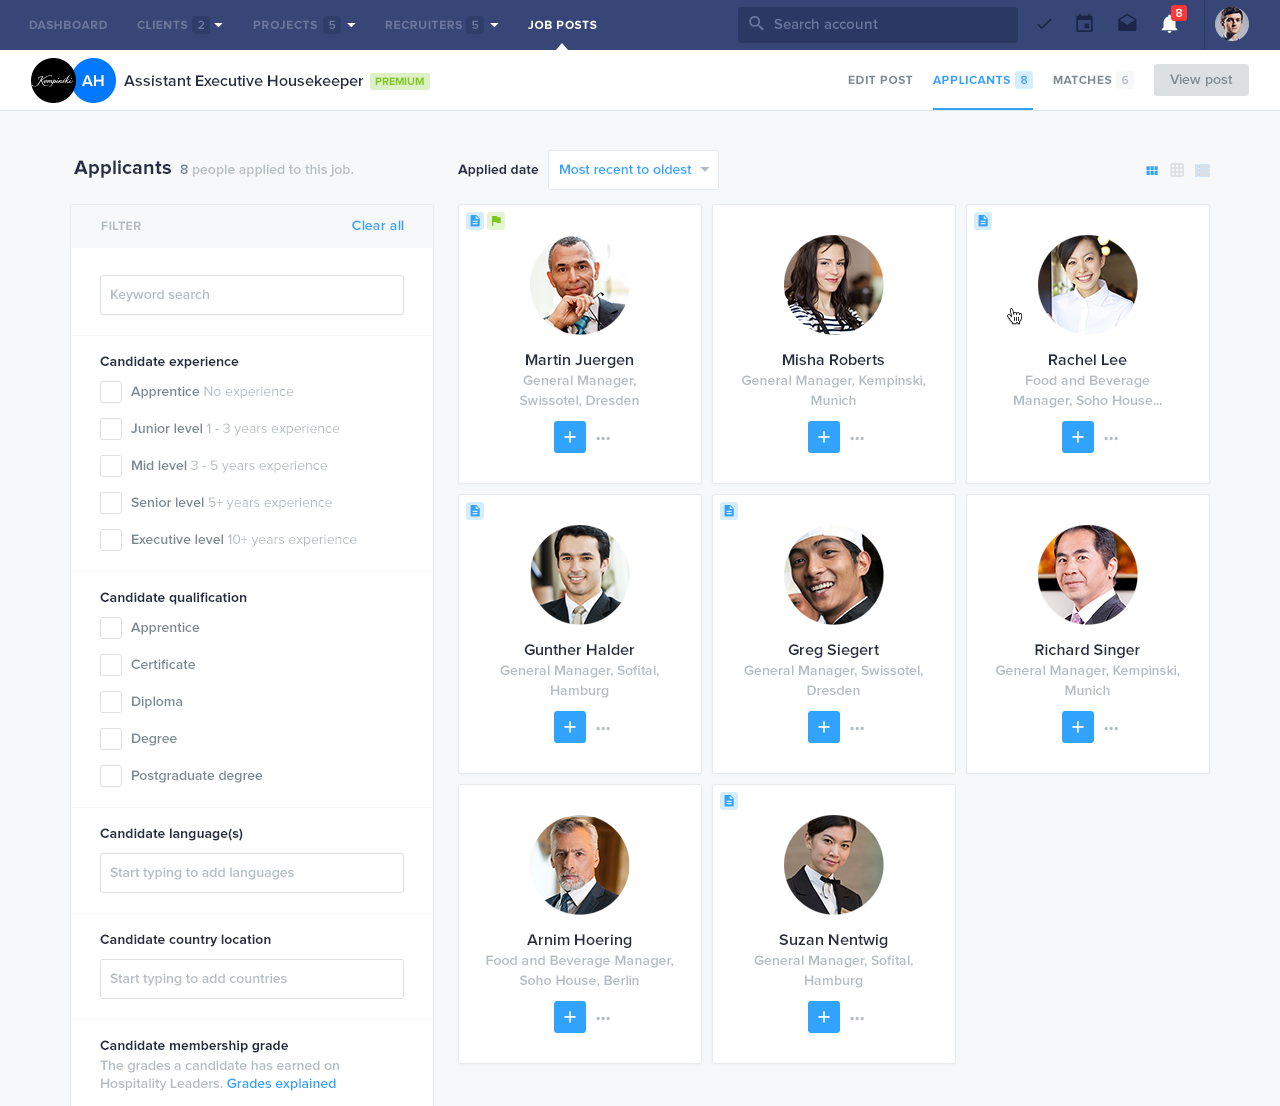 DASHBOARD CLIENTS 2 PROJECTS 5 RECRUITERS 5 JOB POSTS Search account 8
Kempinski AH Assistant Executive Housekeeper PREMIUM EDIT POST APPLICANTS 8 MATCHES 6 View post
Applicants 8 people applied to this job.
Applied date Most recent to oldest
FILTER Clear all
Keyword search
Candidate experience
Apprentice No experience
Junior level 1 - 3 years experience
Mid level 3 - 5 years experience
Senior level 5+ years experience
Executive level 10+ years experience
Candidate qualification
Apprentice
Certificate
Diploma
Degree
Postgraduate degree
Candidate language(s)
Start typing to add languages
Candidate country location
Start typing to add countries
Candidate membership grade
The grades a candidate has earned on
Hospitality Leaders. Grades explained
Martin Juergen
General Manager,
Swissotel, Dresden
Misha Roberts
General Manager, Kempinski,
Munich
Rachel Lee
Food and Beverage
Manager, Soho House...
Gunther Halder
General Manager, Sofital,
Hamburg
Greg Siegert
General Manager, Swissotel,
Dresden
Richard Singer
General Manager, Kempinski,
Munich
Arnim Hoering
Food and Beverage Manager,
Soho House, Berlin
Suzan Nentwig
General Manager, Sofital,
Hamburg